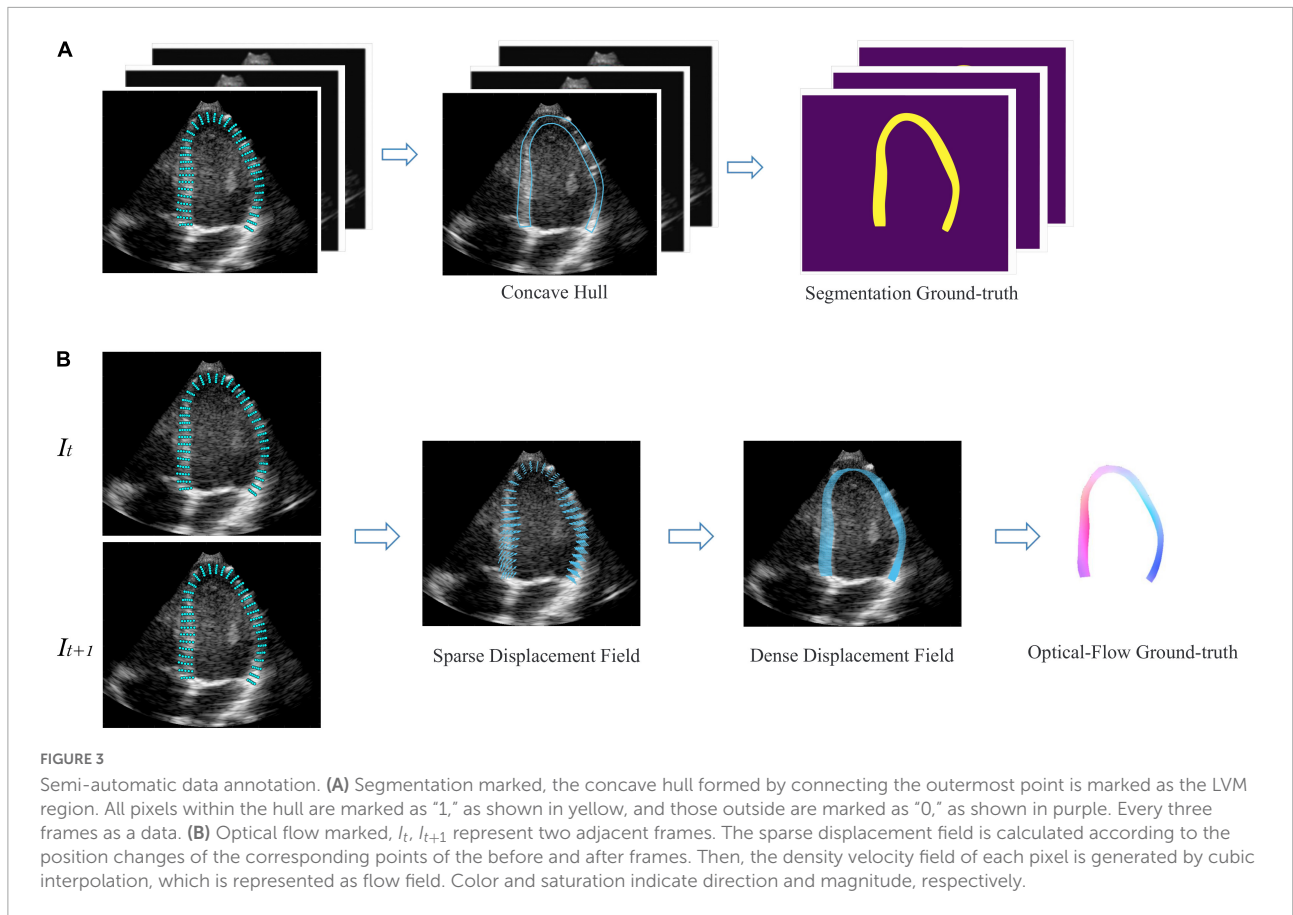 A
Concave Hull
Segmentation Ground-truth
B
I_t
I_{t+1}
Sparse Displacement Field
Dense Displacement Field
Optical-Flow Ground-truth
FIGURE 3
Semi-automatic data annotation. (A) Segmentation marked, the concave hull formed by connecting the outermost point is marked as the LVM
region. All pixels within the hull are marked as “1,” as shown in yellow, and those outside are marked as “0,” as shown in purple. Every three
frames as a data. (B) Optical flow marked, I_t, I_{t+1} represent two adjacent frames. The sparse displacement field is calculated according to the
position changes of the corresponding points of the before and after frames. Then, the density velocity field of each pixel is generated by cubic
interpolation, which is represented as flow field. Color and saturation indicate direction and magnitude, respectively.